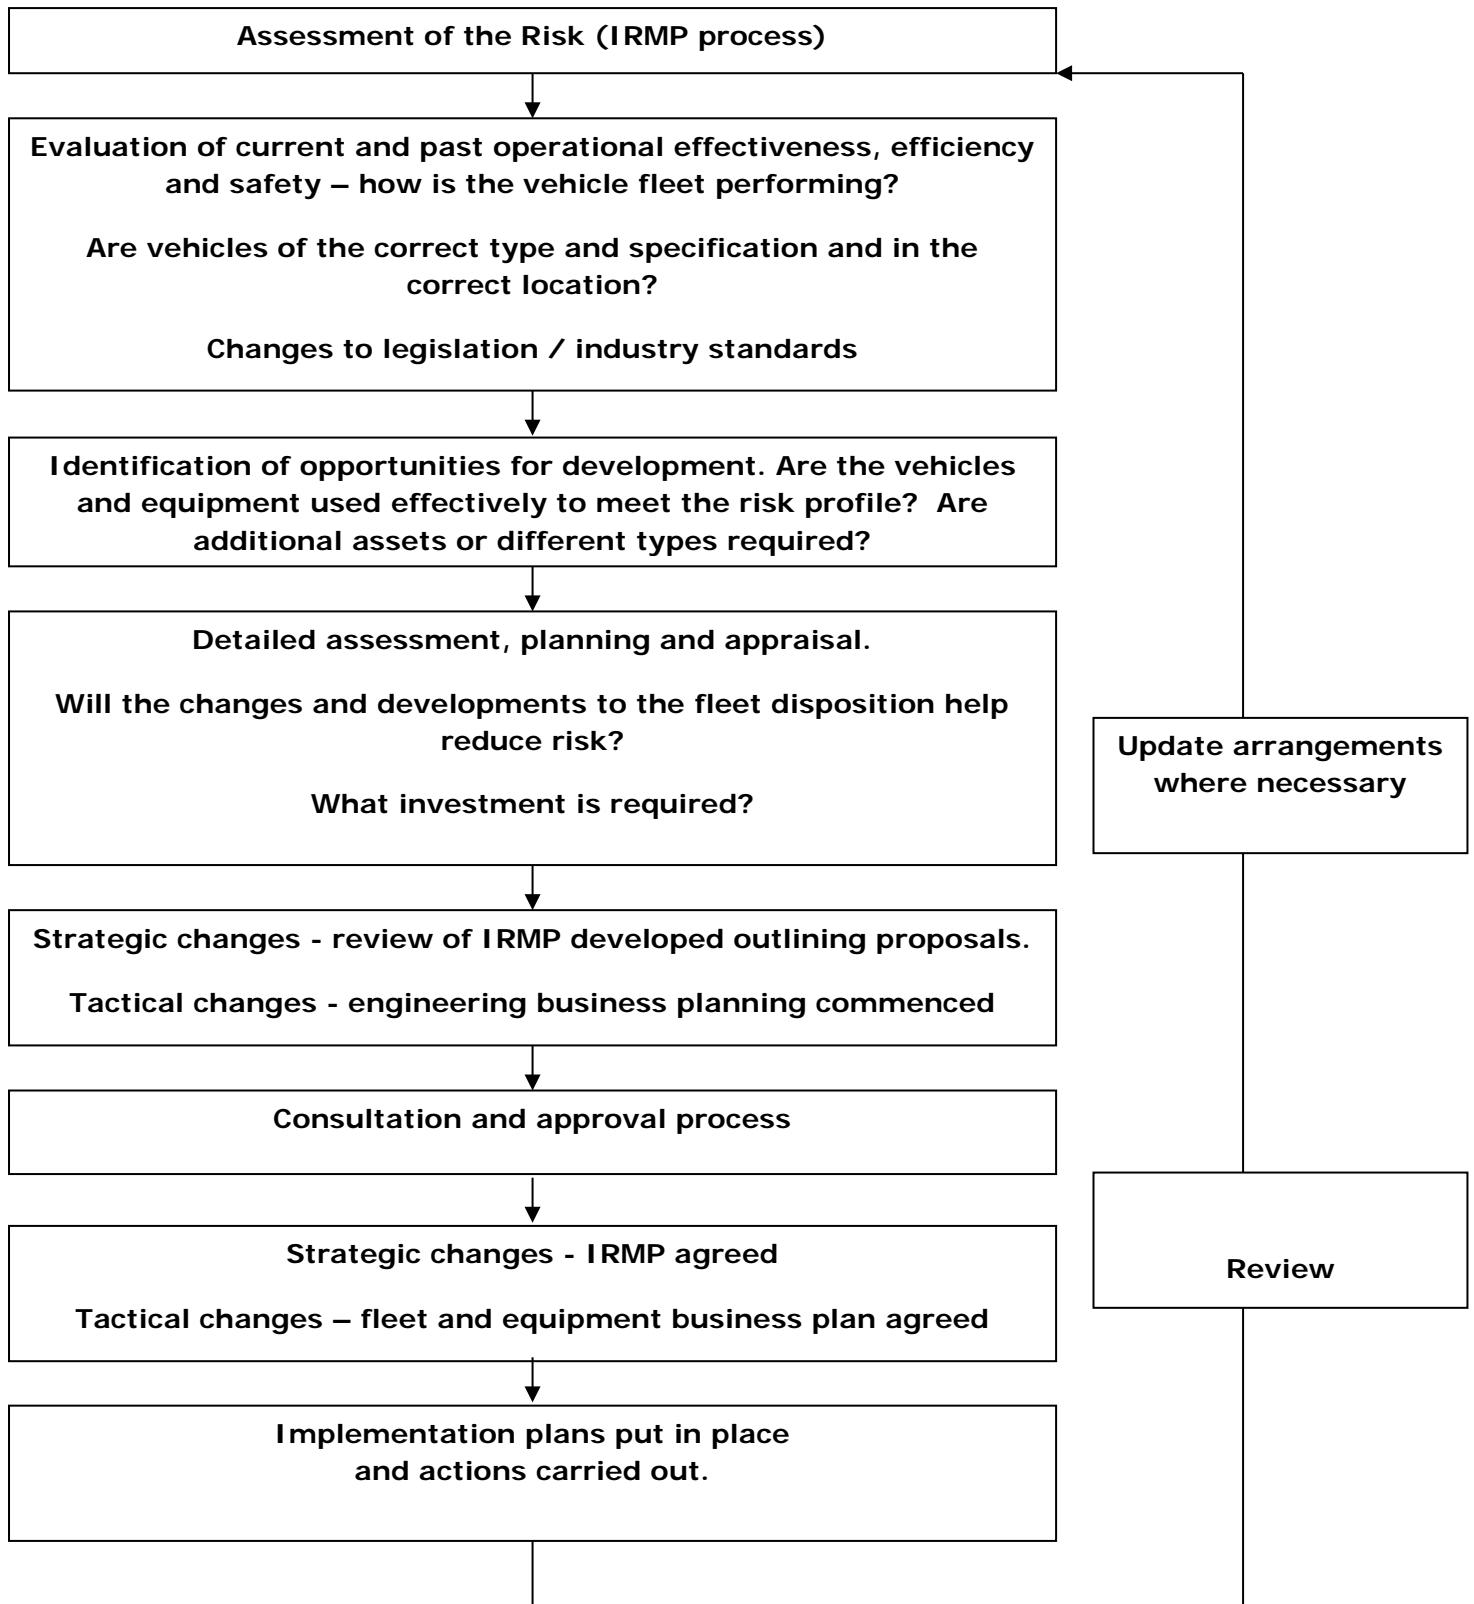 Assessment of the Risk (IRMP process)
Evaluation of current and past operational effectiveness, efficiency
and safety – how is the vehicle fleet performing?
Are vehicles of the correct type and specification and in the
correct location?
Changes to legislation / industry standards
Identification of opportunities for development. Are the vehicles
and equipment used effectively to meet the risk profile?  Are
additional assets or different types required?
Detailed assessment, planning and appraisal.
Will the changes and developments to the fleet disposition help
reduce risk?
What investment is required?
Update arrangements
where necessary
Strategic changes - review of IRMP developed outlining proposals.
Tactical changes - engineering business planning commenced
Consultation and approval process
Strategic changes - IRMP agreed
Tactical changes – fleet and equipment business plan agreed
Review
Implementation plans put in place
and actions carried out.